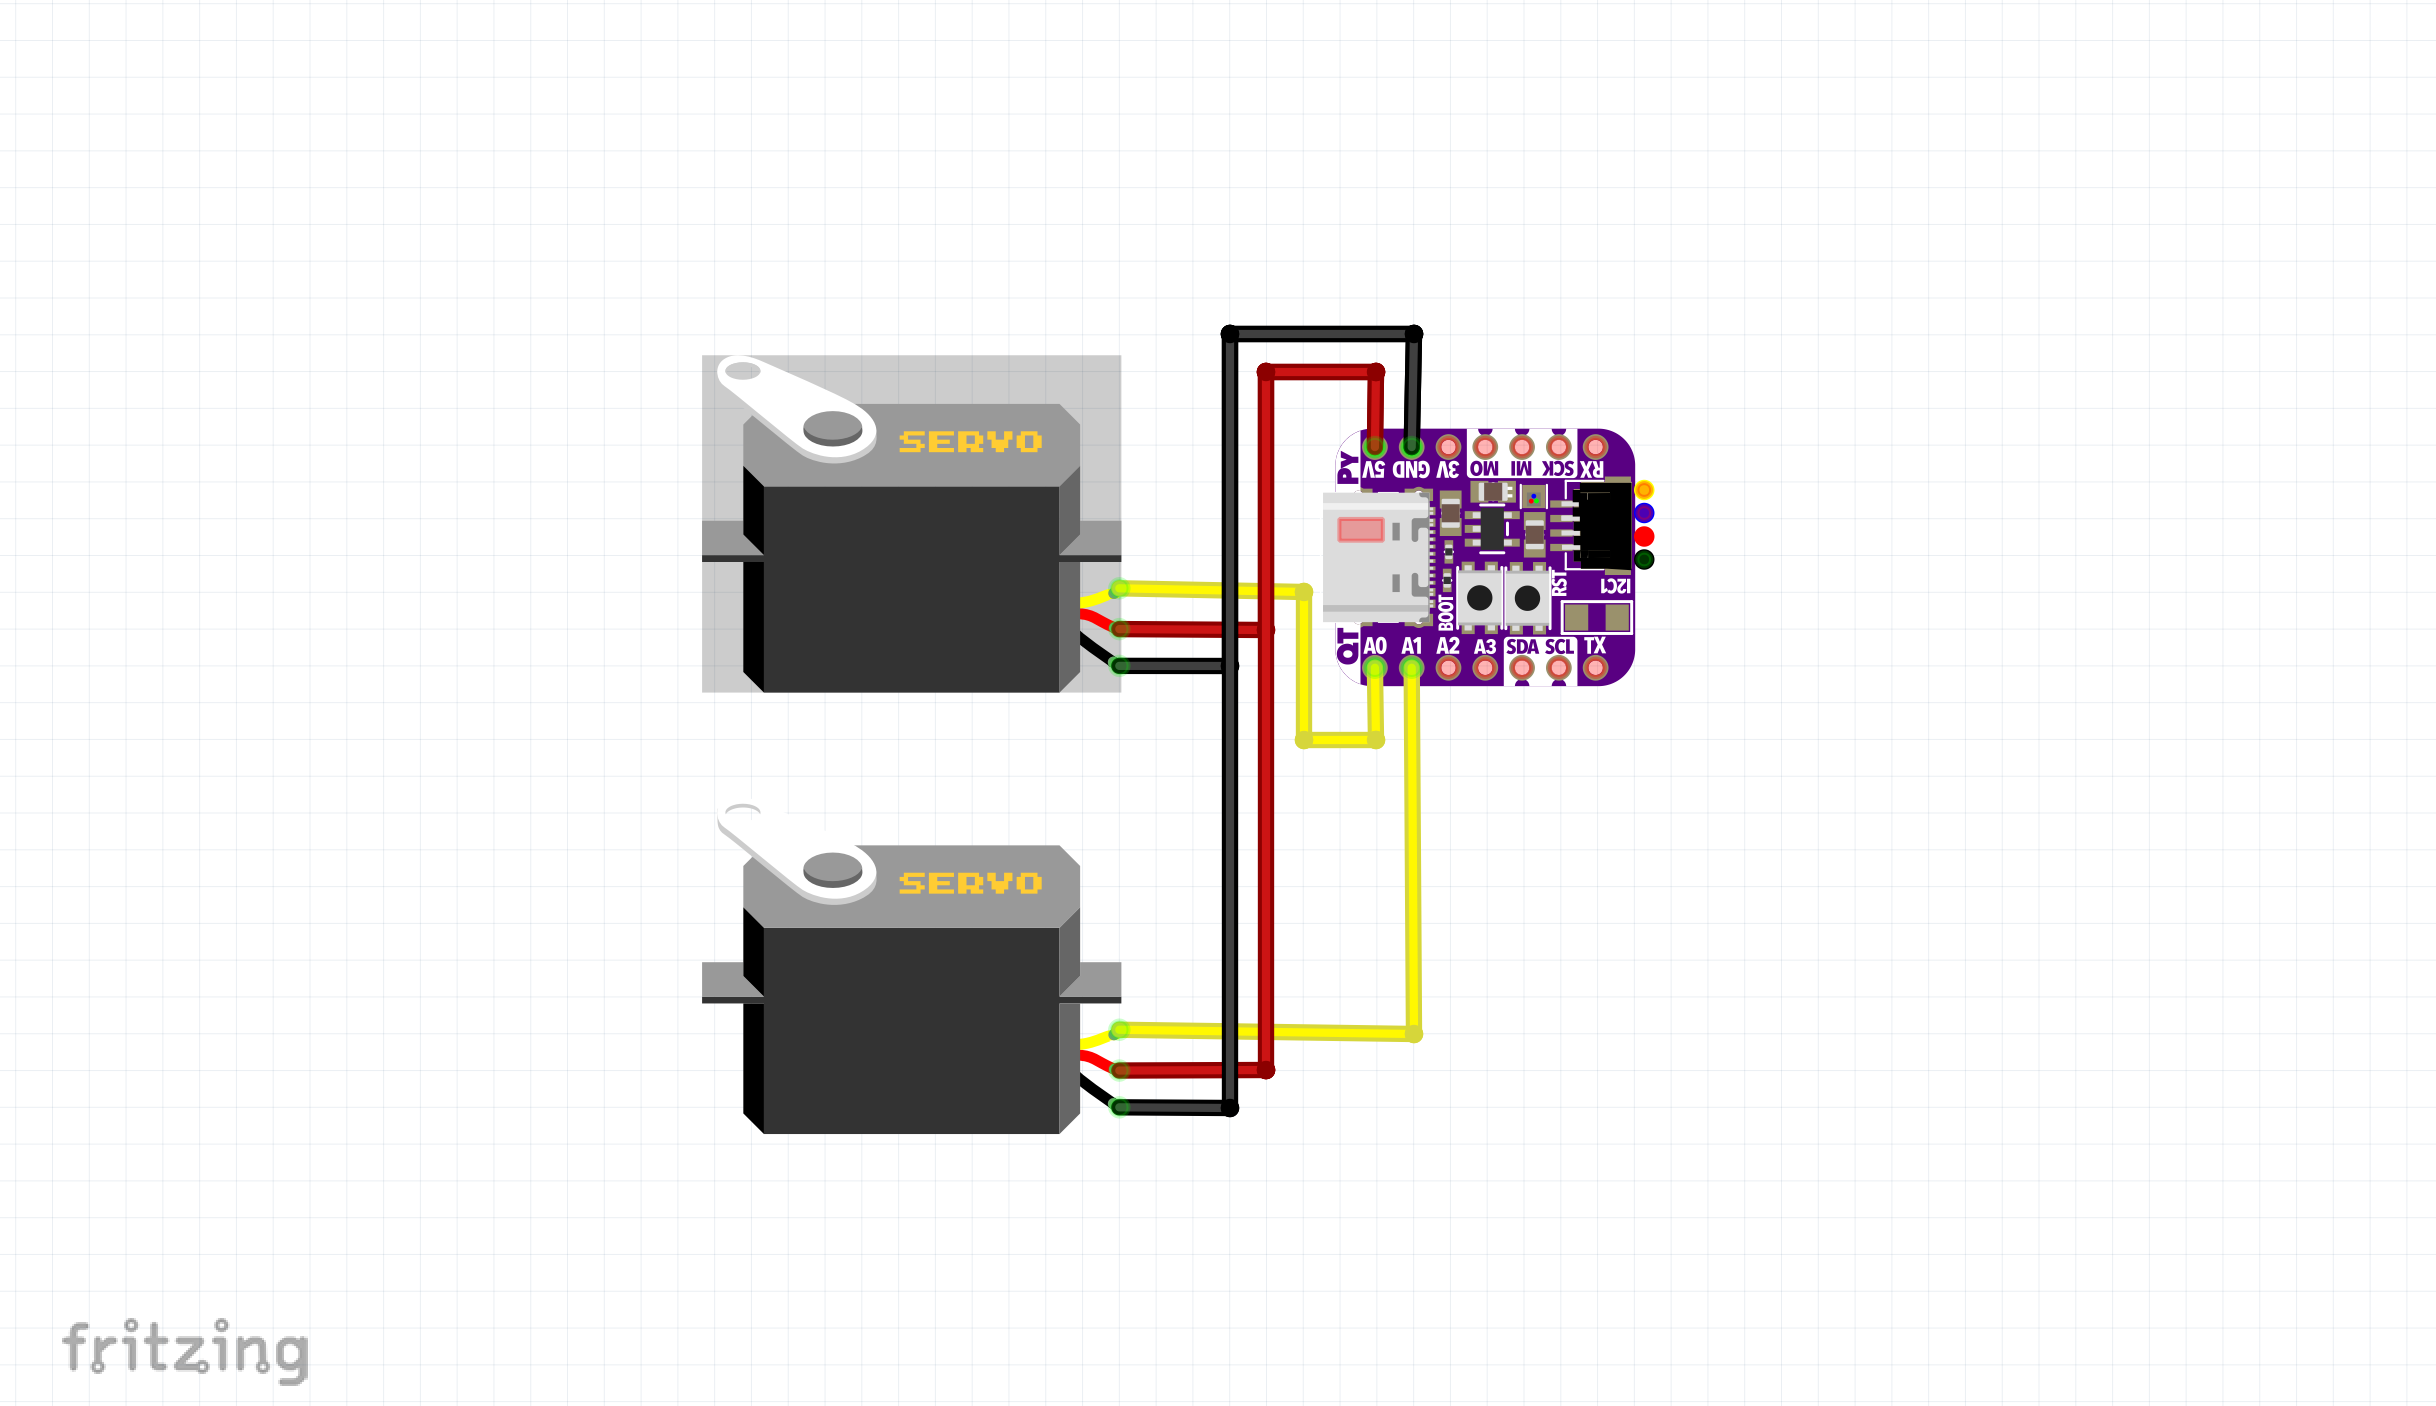 SERVO
PY
5V GND 3V MO MI SCK RX
I2C1
RST
BOOT
QT
A0 A1 A2 A3 SDA SCL TX
SERVO
fritzing